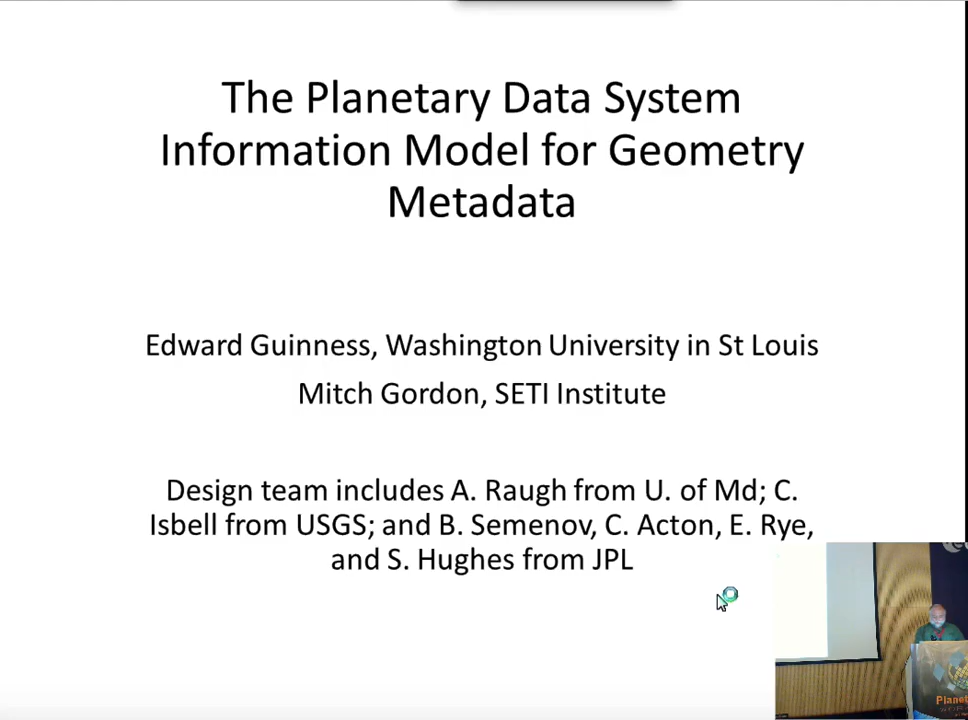 The Planetary Data System
Information Model for Geometry
Metadata
Edward Guinness, Washington University in St Louis
Mitch Gordon, SETI Institute
Design team includes A. Raugh from U. of Md; C.
Isbell from USGS; and B. Semenov, C. Acton, E. Rye,
and S. Hughes from JPL